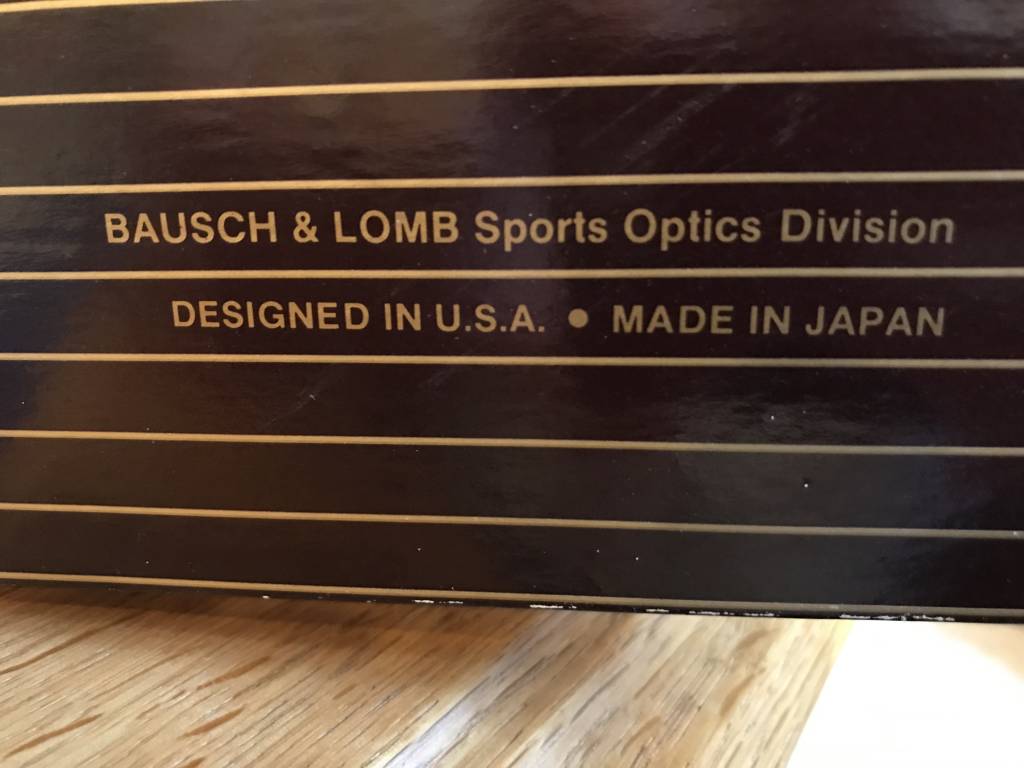 BAUSCH & LOMB Sports Optics Division
DESIGNED IN U.S.A. ● MADE IN JAPAN